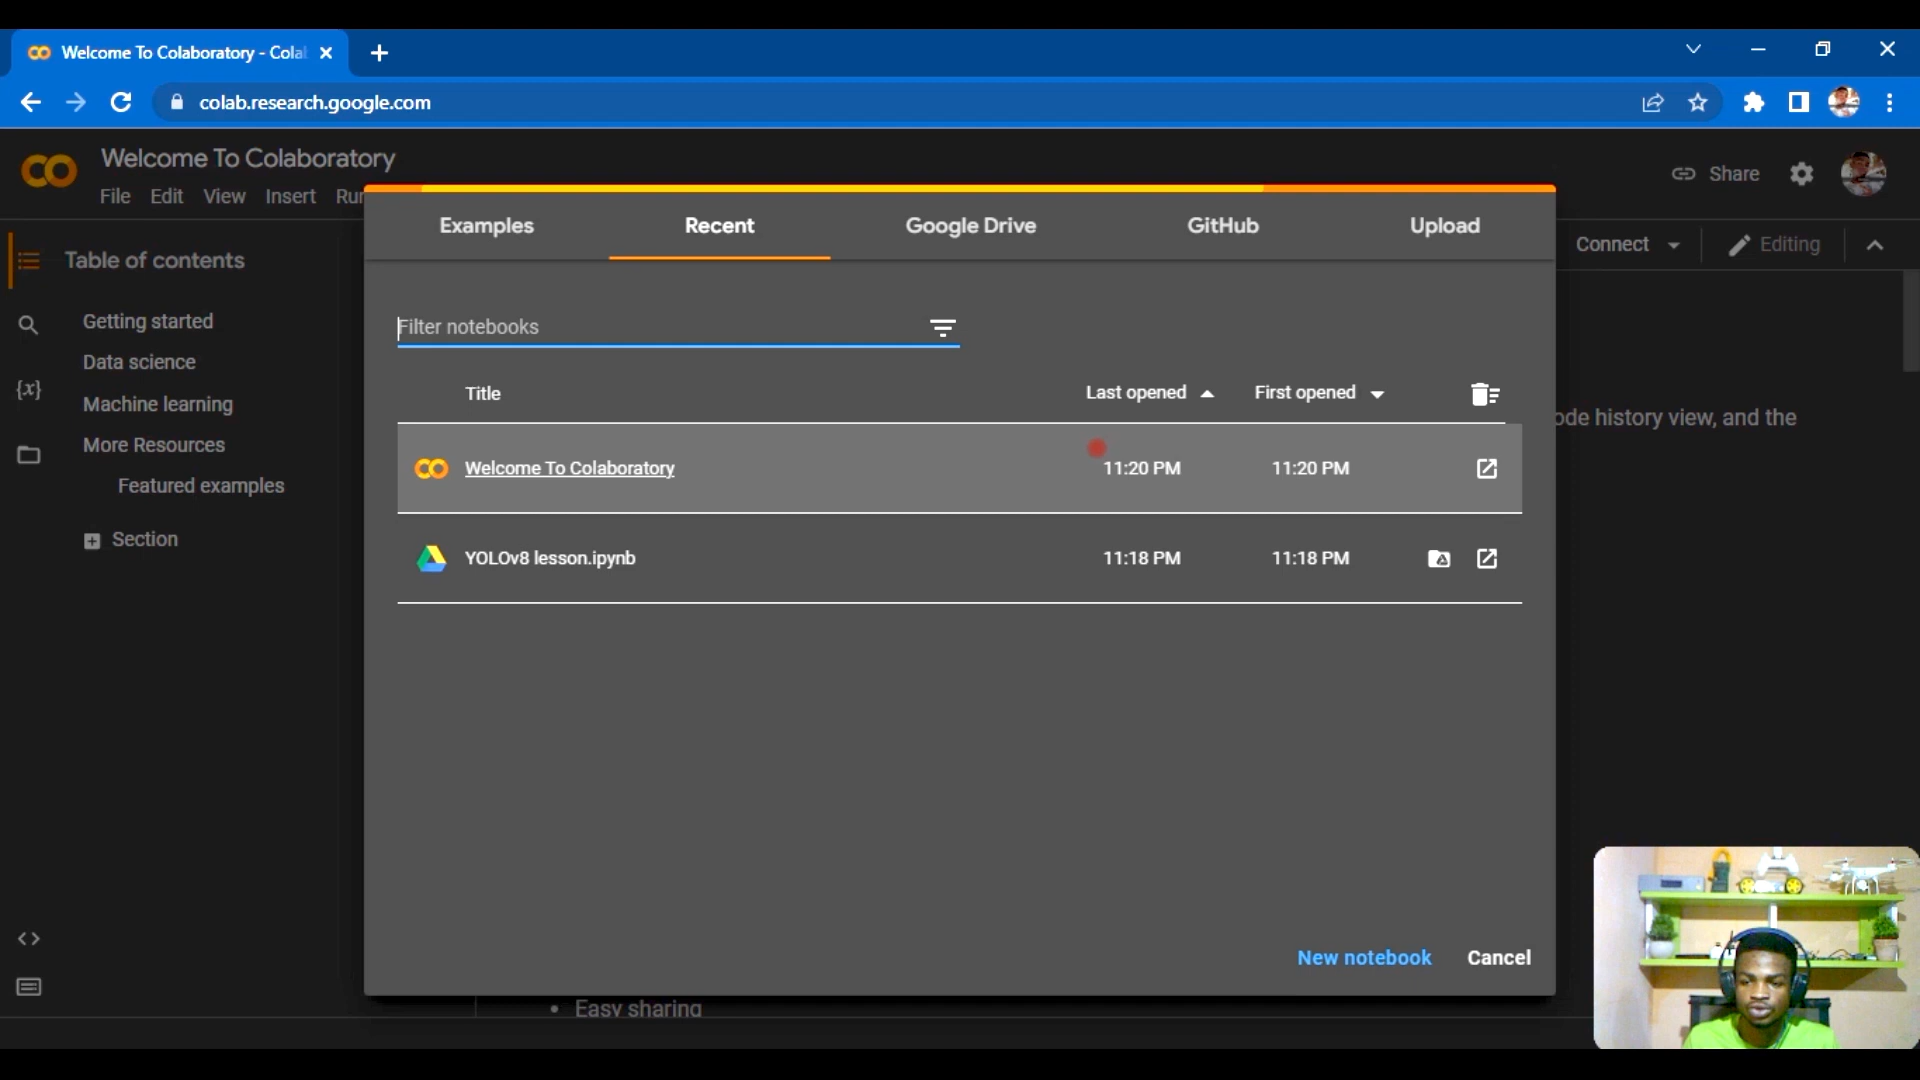 Welcome To Colaboratory - Cola
colab.research.google.com
Welcome To Colaboratory
File Edit View Insert Run
Share
Examples Recent Google Drive GitHub Upload
Connect Editing
Table of contents
Getting started
Data science
Machine learning
More Resources
Featured examples
Section
{x}
Filter notebooks
Title Last opened First opened
ode history view, and the
Welcome To Colaboratory 11:20 PM 11:20 PM
YOLOv8 lesson.ipynb 11:18 PM 11:18 PM
New notebook Cancel
Easy sharing